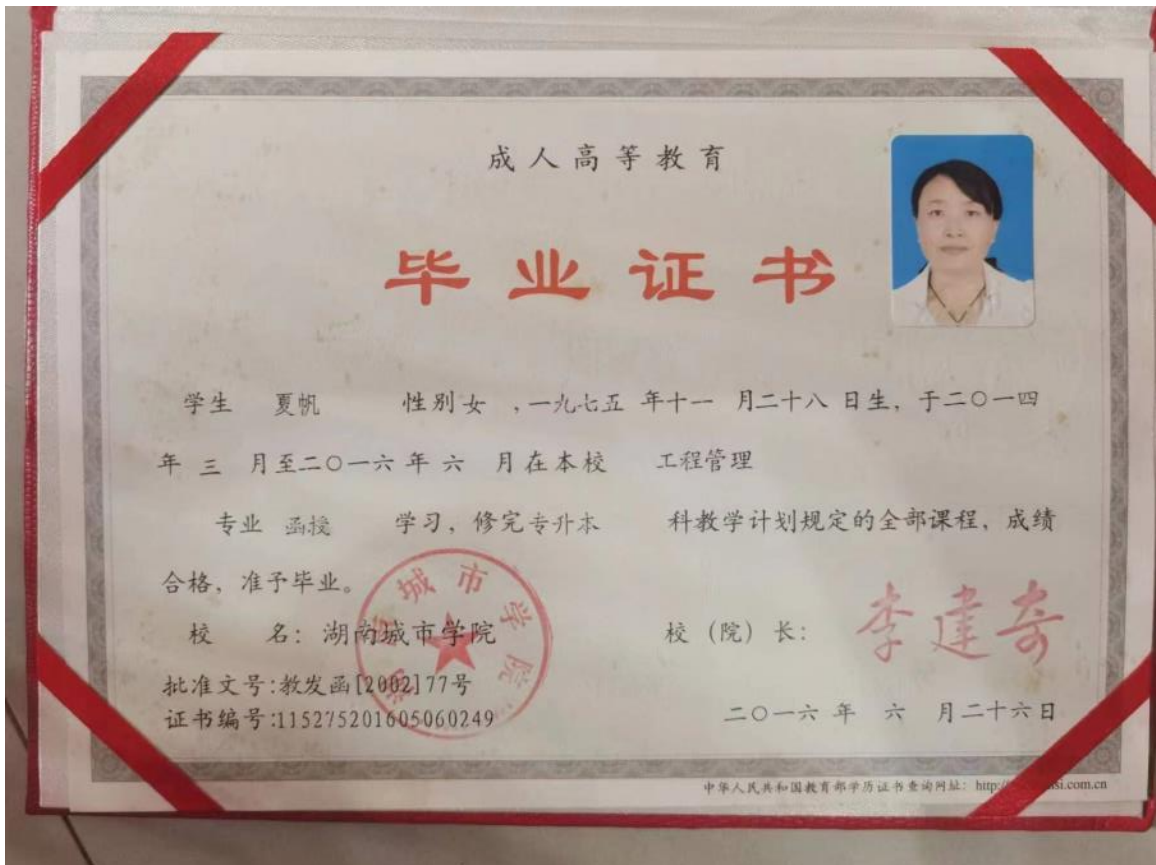 成人高等教育
毕业证书
学生 夏帆 性别 女 ,一九七五 年十一 月二十八 日生，于二〇一四
年 三 月至二〇一六 年 六 月在本校 工程管理
专业 函授 学习，修完专升本 科教学计划规定的全部课程，成绩
合格，准予毕业。
校 名：湖南城市学院 校（院）长：李建奇
批准文号:教发函[2002]77号
证书编号:115275201605060249
二〇一六 年 六 月二十六日
中华人民共和国教育部学历证书查询网址：http:
si.com.cn